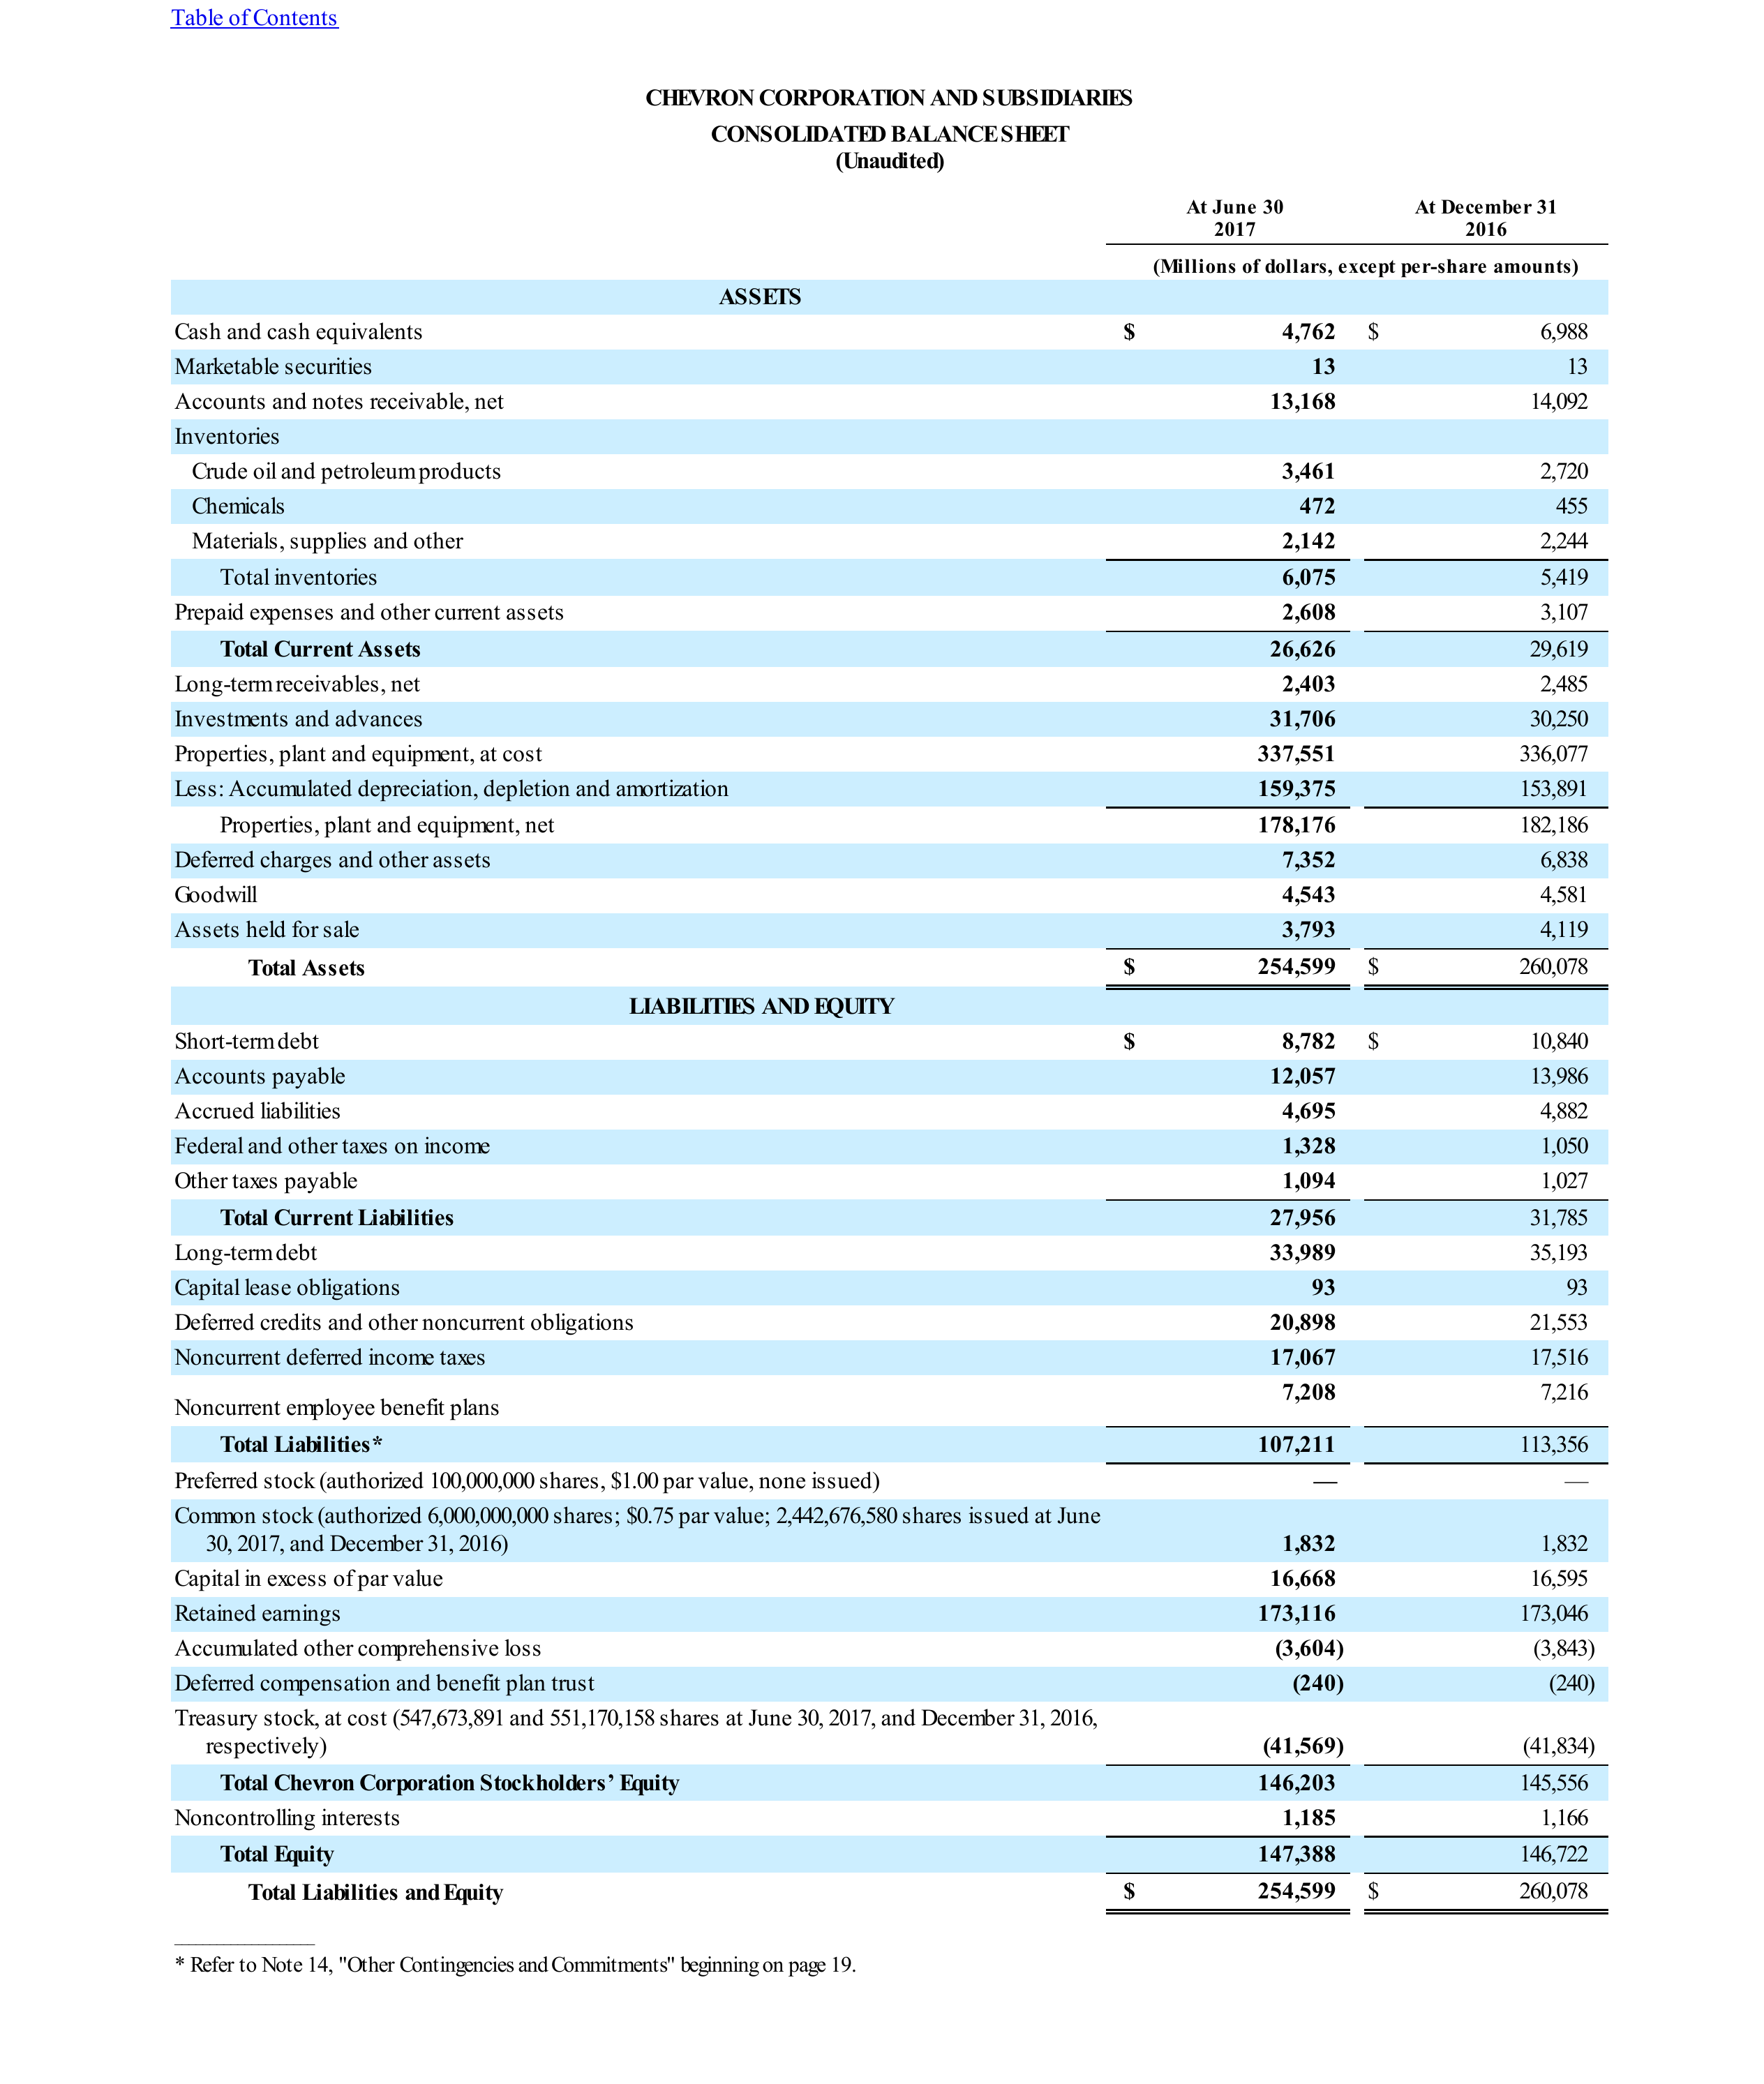 Table of Contents
CHEVRON CORPORATION AND SUBSIDIARIES
CONSOLIDATED BALANCE SHEET
(Unaudited)
At June 30 At December 31
2017 2016
(Millions of dollars, except per-share amounts)
ASSETS
Cash and cash equivalents $ 4,762 $ 6,988
Marketable securities 13 13
Accounts and notes receivable, net 13,168 14,092
Inventories
Crude oil and petroleum products 3,461 2,720
Chemicals 472 455
Materials, supplies and other 2,142 2,244
Total inventories 6,075 5,419
Prepaid expenses and other current assets 2,608 3,107
Total Current Assets 26,626 29,619
Long-term receivables, net 2,403 2,485
Investments and advances 31,706 30,250
Properties, plant and equipment, at cost 337,551 336,077
Less: Accumulated depreciation, depletion and amortization 159,375 153,891
Properties, plant and equipment, net 178,176 182,186
Deferred charges and other assets 7,352 6,838
Goodwill 4,543 4,581
Assets held for sale 3,793 4,119
Total Assets $ 254,599 $ 260,078
LIABILITIES AND EQUITY
Short-term debt $ 8,782 $ 10,840
Accounts payable 12,057 13,986
Accrued liabilities 4,695 4,882
Federal and other taxes on income 1,328 1,050
Other taxes payable 1,094 1,027
Total Current Liabilities 27,956 31,785
Long-term debt 33,989 35,193
Capital lease obligations 93 93
Deferred credits and other noncurrent obligations 20,898 21,553
Noncurrent deferred income taxes 17,067 17,516
Noncurrent employee benefit plans 7,208 7,216
Total Liabilities* 107,211 113,356
Preferred stock (authorized 100,000,000 shares, $1.00 par value, none issued) — —
Common stock (authorized 6,000,000,000 shares; $0.75 par value; 2,442,676,580 shares issued at June
30, 2017, and December 31, 2016) 1,832 1,832
Capital in excess of par value 16,668 16,595
Retained earnings 173,116 173,046
Accumulated other comprehensive loss (3,604) (3,843)
Deferred compensation and benefit plan trust (240) (240)
Treasury stock, at cost (547,673,891 and 551,170,158 shares at June 30, 2017, and December 31, 2016,
respectively) (41,569) (41,834)
Total Chevron Corporation Stockholders’ Equity 146,203 145,556
Noncontrolling interests 1,185 1,166
Total Equity 147,388 146,722
Total Liabilities and Equity $ 254,599 $ 260,078
* Refer to Note 14, "Other Contingencies and Commitments" beginning on page 19.